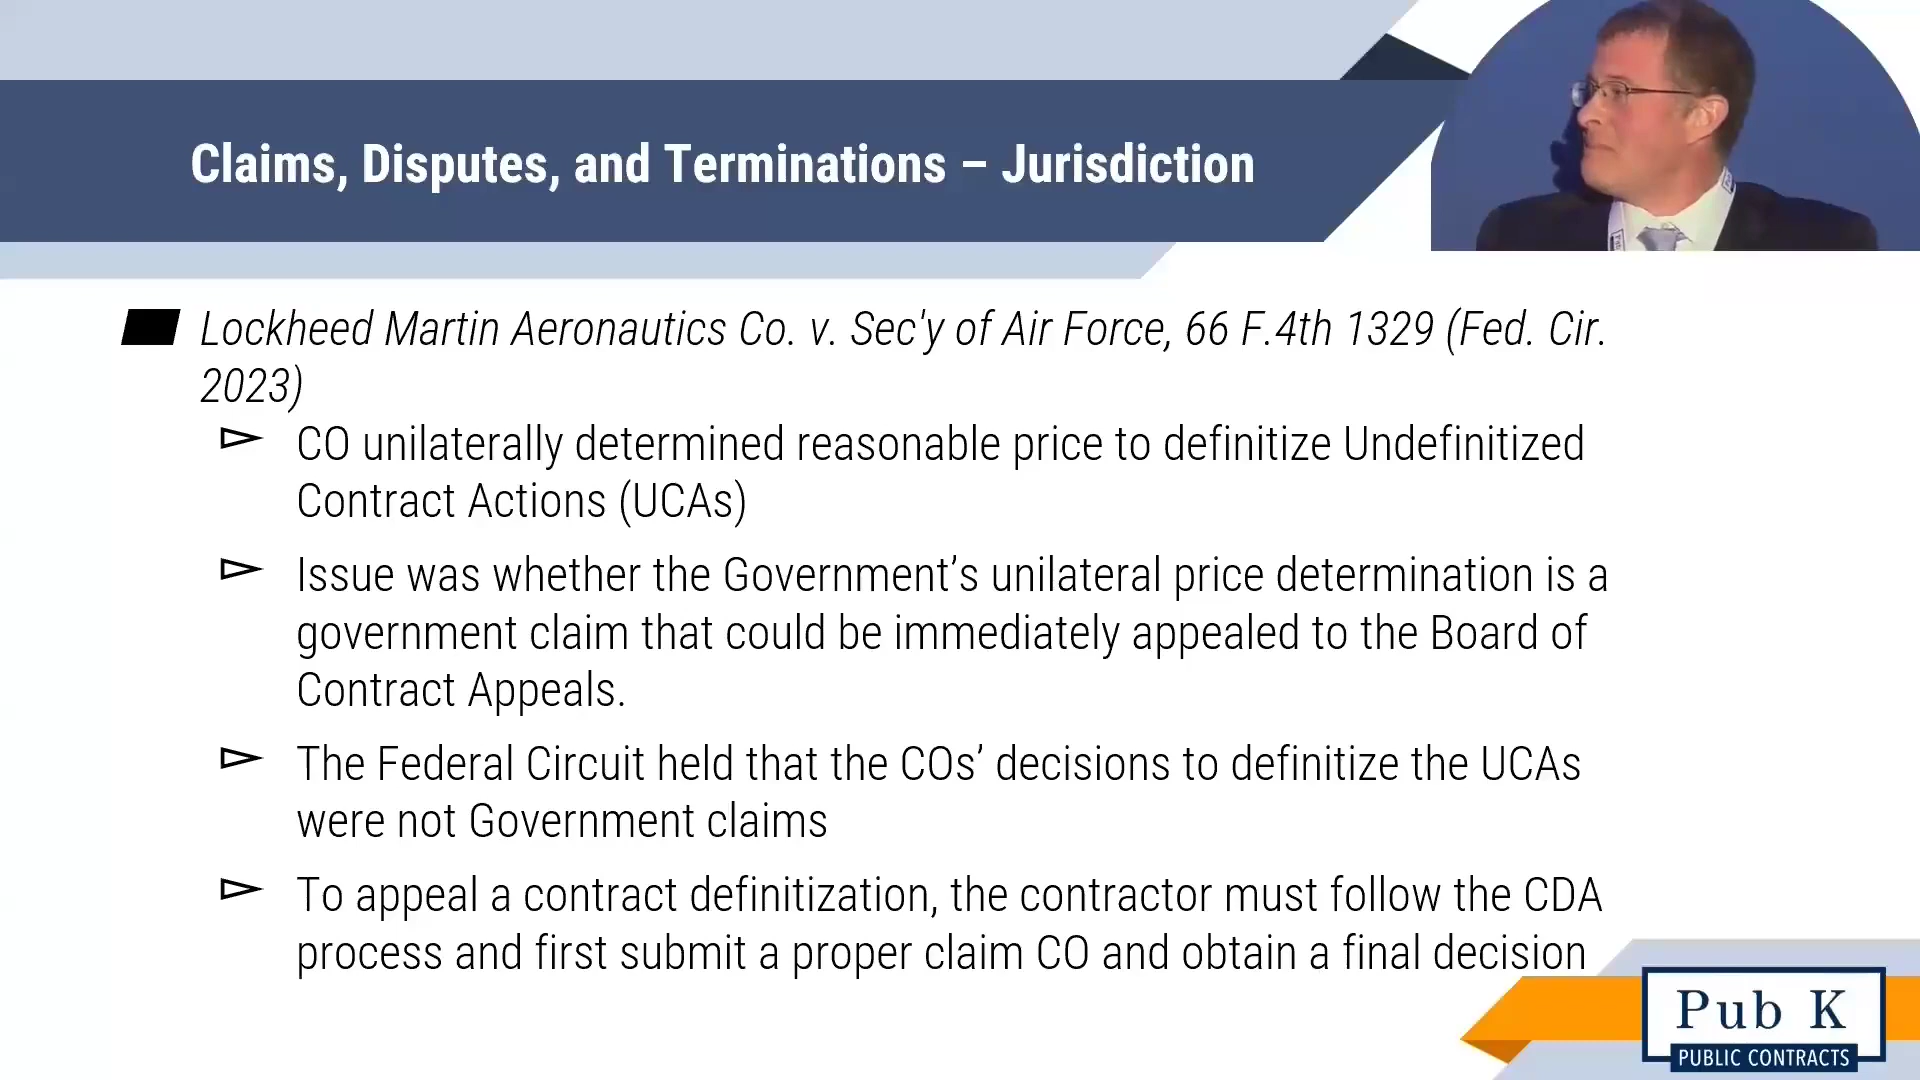 Claims, Disputes, and Terminations – Jurisdiction
Lockheed Martin Aeronautics Co. v. Sec'y of Air Force, 66 F.4th 1329 (Fed. Cir.
2023)
CO unilaterally determined reasonable price to definitize Undefinitized
Contract Actions (UCAs)
Issue was whether the Government’s unilateral price determination is a
government claim that could be immediately appealed to the Board of
Contract Appeals.
The Federal Circuit held that the COs’ decisions to definitize the UCAs
were not Government claims
To appeal a contract definitization, the contractor must follow the CDA
process and first submit a proper claim CO and obtain a final decision
Pub K
PUBLIC CONTRACTS